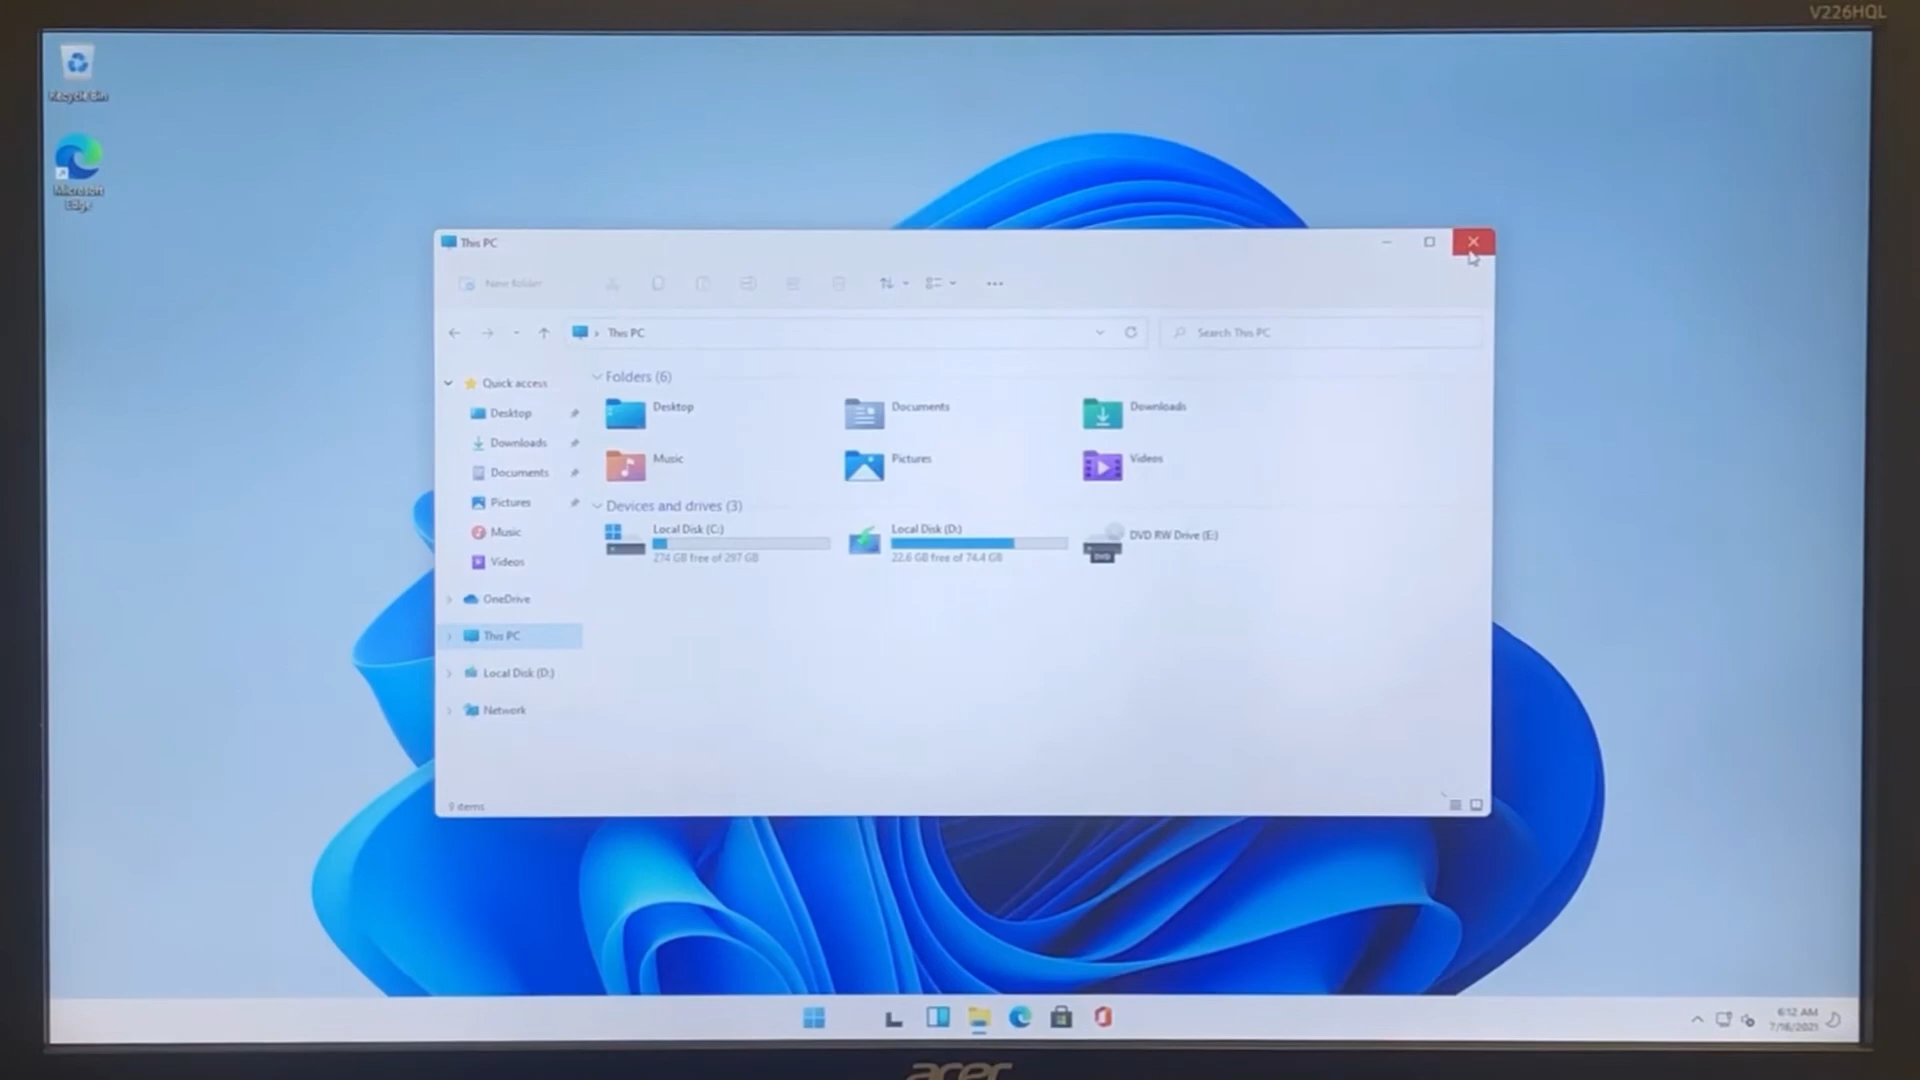 V226HQL
Recycle Bin
Microsoft
Edge
This PC
New folder
This PC
Search This PC
Quick access
Desktop
Downloads
Documents
Pictures
Music
Videos
OneDrive
This PC
Local Disk (D:)
Network
Folders (6)
Desktop
Documents
Downloads
Music
Pictures
Videos
Devices and drives (3)
Local Disk (C:)
274 GB free of 297 GB
Local Disk (D:)
22.6 GB free of 74.4 GB
DVD RW Drive (E:)
DVD
9 items
6:12 AM
7/16/2021
acer